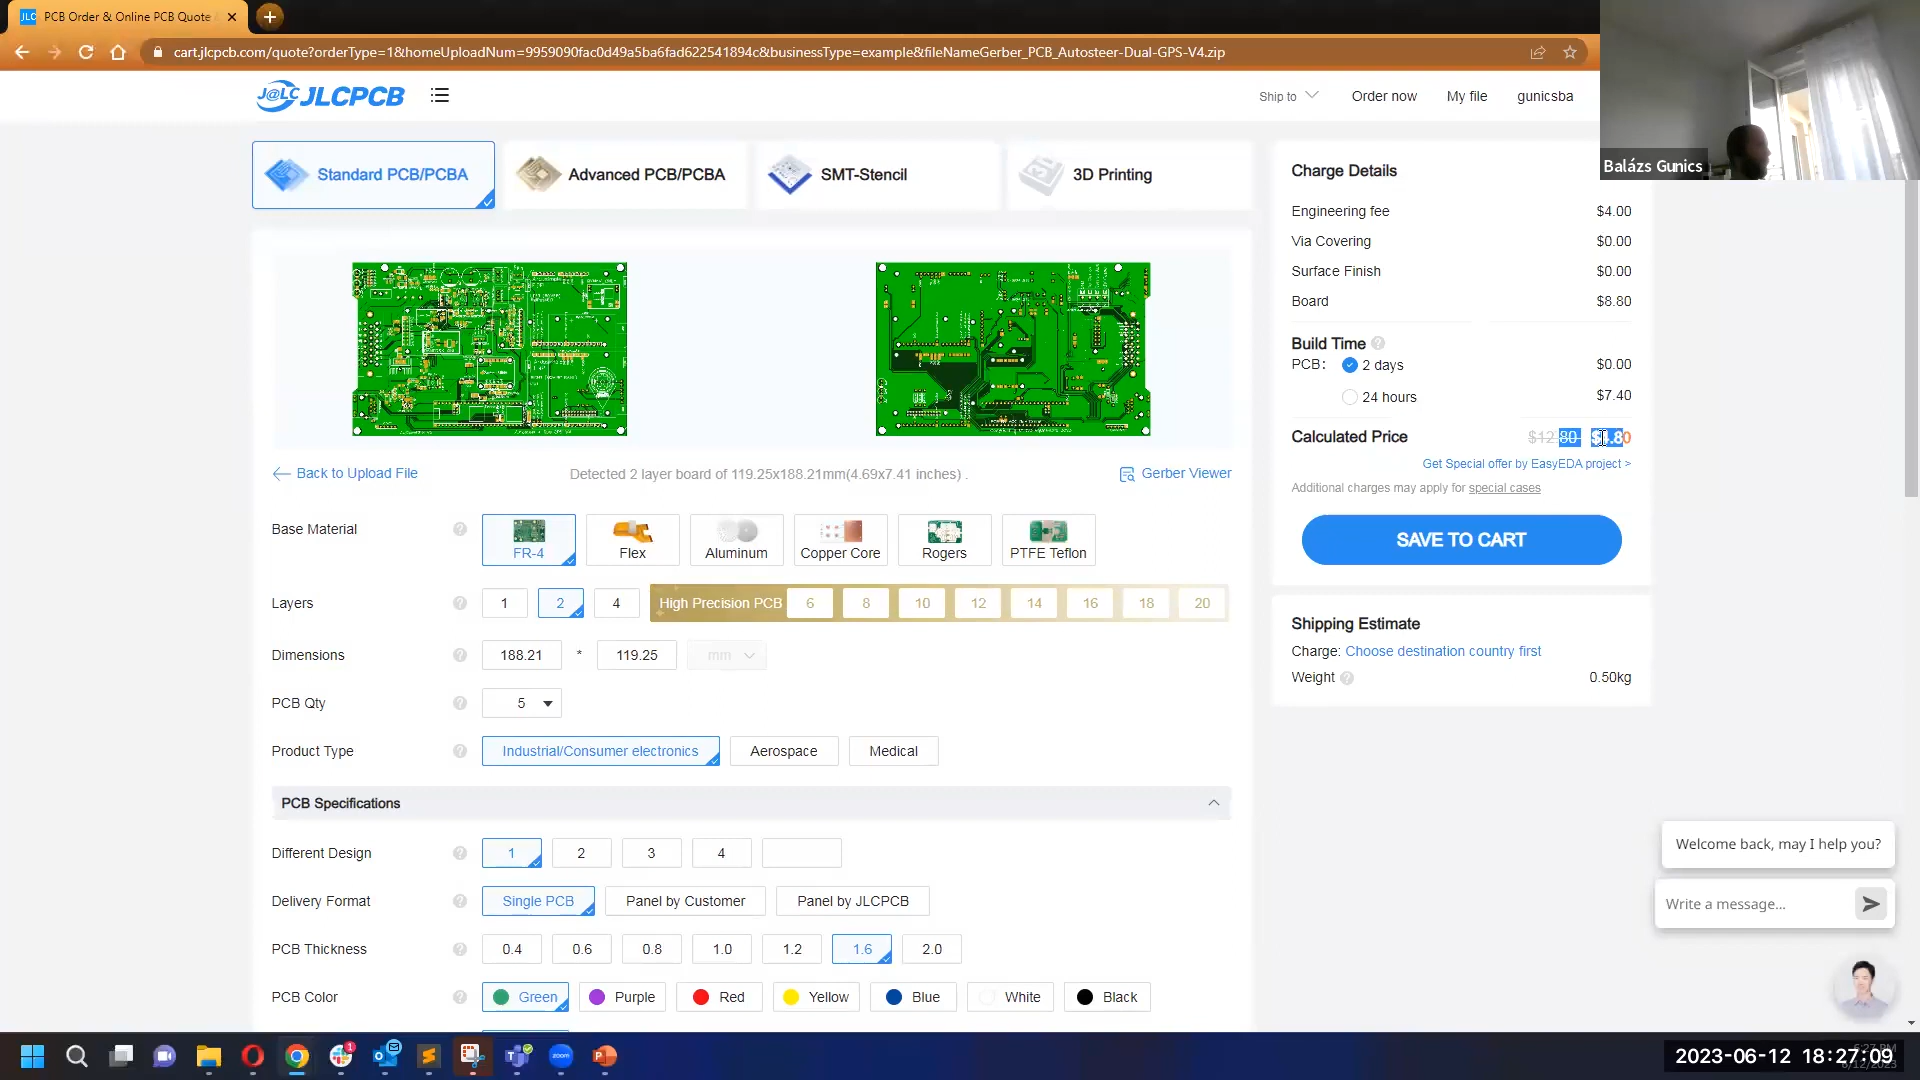 PCB Order & Online PCB Quote
cart.jlcpcb.com/quote?orderType=1&homeUploadNum=9959090fac0d49a5ba6fad622541894c&businessType=example&fileNameGerber_PCB_Autosteer-Dual-GPS-V4.zip
J@LC JLCPCB
Ship to
Order now
My file
gunicsba
Balázs Gunics
Standard PCB/PCBA
Advanced PCB/PCBA
SMT-Stencil
3D Printing
Back to Upload File
Detected 2 layer board of 119.25x188.21mm(4.69x7.41 inches) .
Gerber Viewer
Base Material
FR-4
Flex
Aluminum
Copper Core
Rogers
PTFE Teflon
Layers
1
2
4
High Precision PCB
6
8
10
12
14
16
18
20
Dimensions
188.21 * 119.25 mm
PCB Qty
5
Product Type
Industrial/Consumer electronics
Aerospace
Medical
PCB Specifications
Different Design
1
2
3
4
Delivery Format
Single PCB
Panel by Customer
Panel by JLCPCB
PCB Thickness
0.4
0.6
0.8
1.0
1.2
1.6
2.0
PCB Color
Green
Purple
Red
Yellow
Blue
White
Black
Charge Details
Engineering fee $4.00
Via Covering $0.00
Surface Finish $0.00
Board $8.80
Build Time
PCB: 2 days $0.00
24 hours $7.40
Calculated Price $12.80
Get Special offer by EasyEDA project >
Additional charges may apply for special cases
SAVE TO CART
Shipping Estimate
Charge: Choose destination country first
Weight 0.50kg
Welcome back, may I help you?
Write a message...
2023-06-12 18:27:09